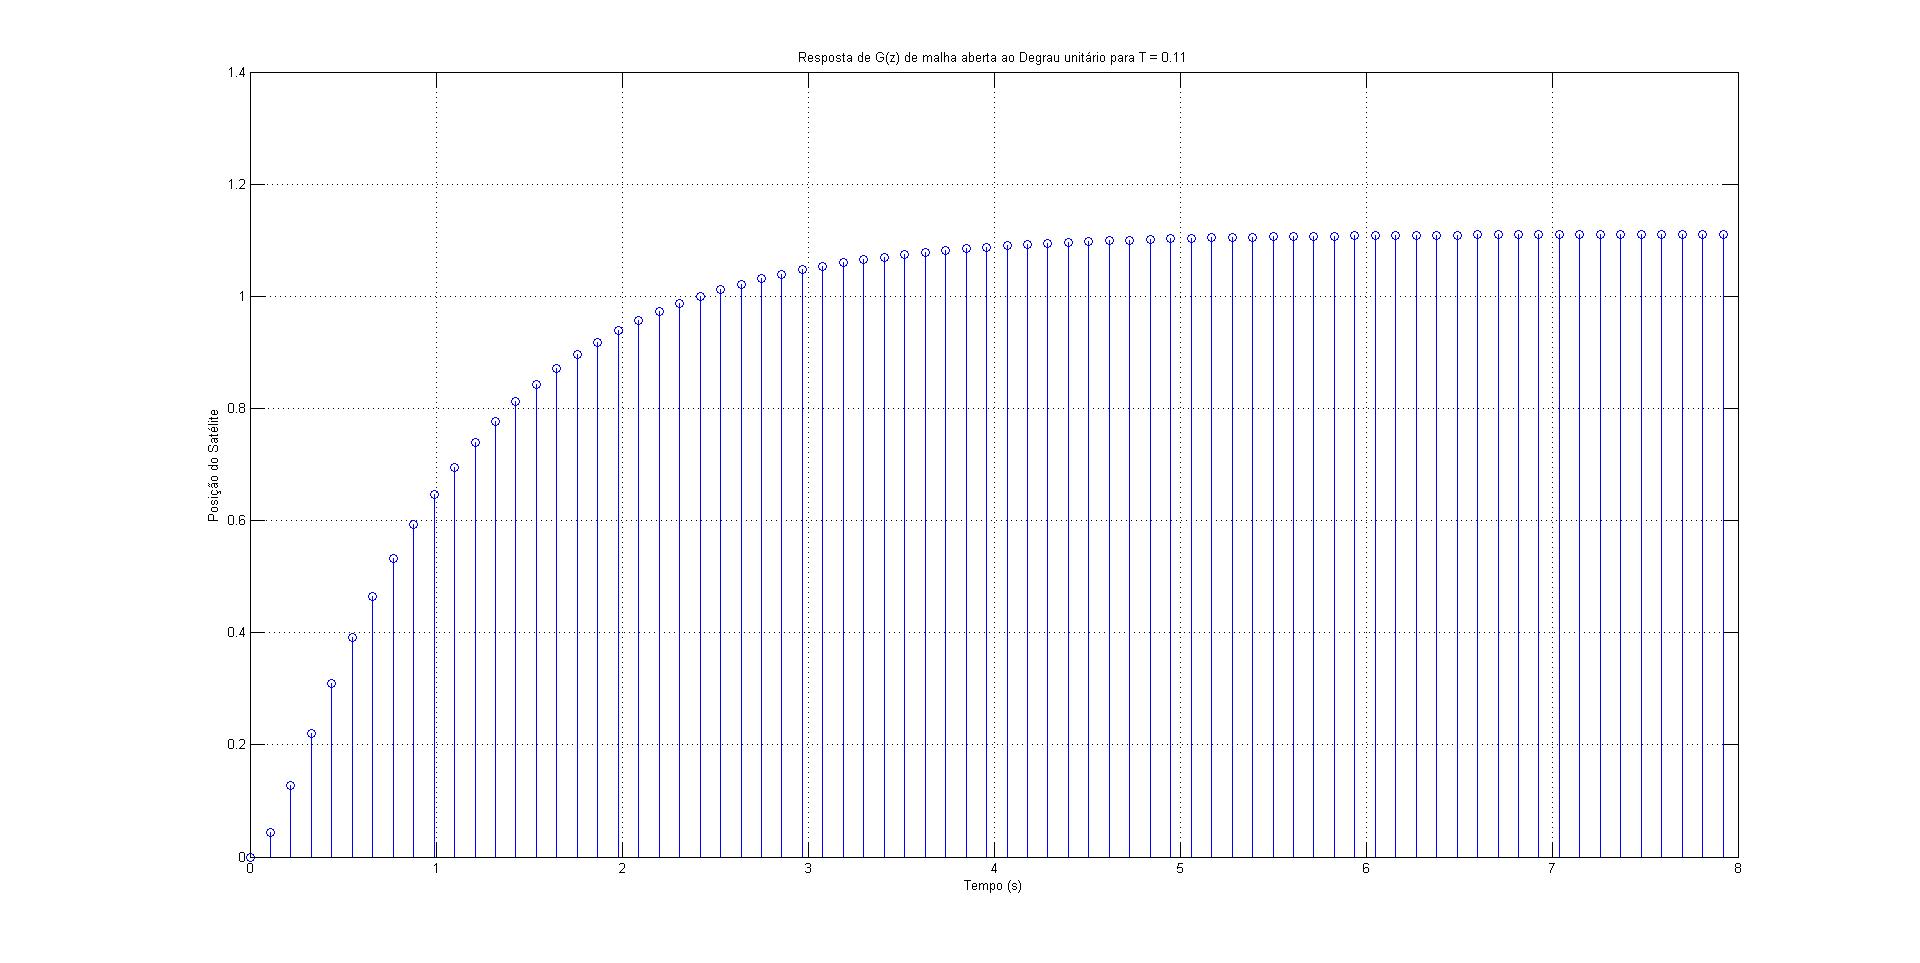 Resposta de G(z) de malha aberta ao Degrau unitário para T = 0.11
1.4
1.2
1
0.8
0.6
0.4
0.2
0
Posição do Satélite
0 1 2 3 4 5 6 7 8
Tempo (s)